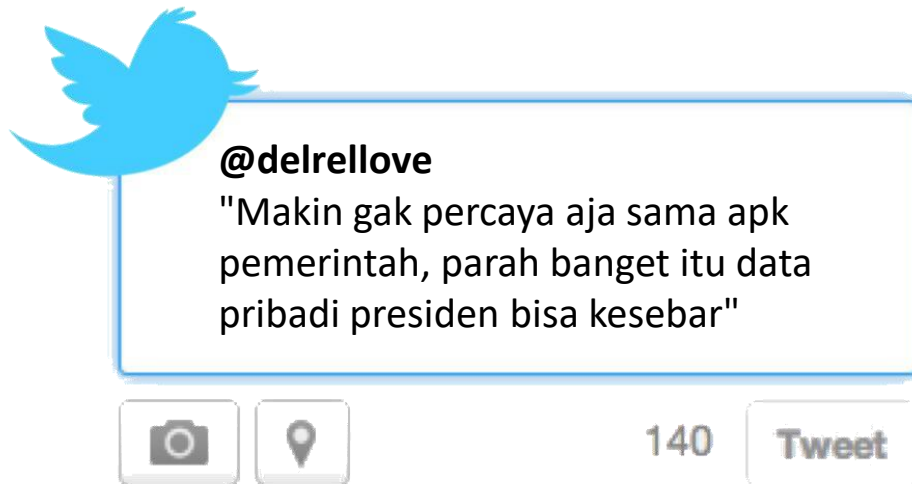 @delrellove
"Makin gak percaya aja sama apk
pemerintah, parah banget itu data
pribadi presiden bisa kesebar"
140 Tweet